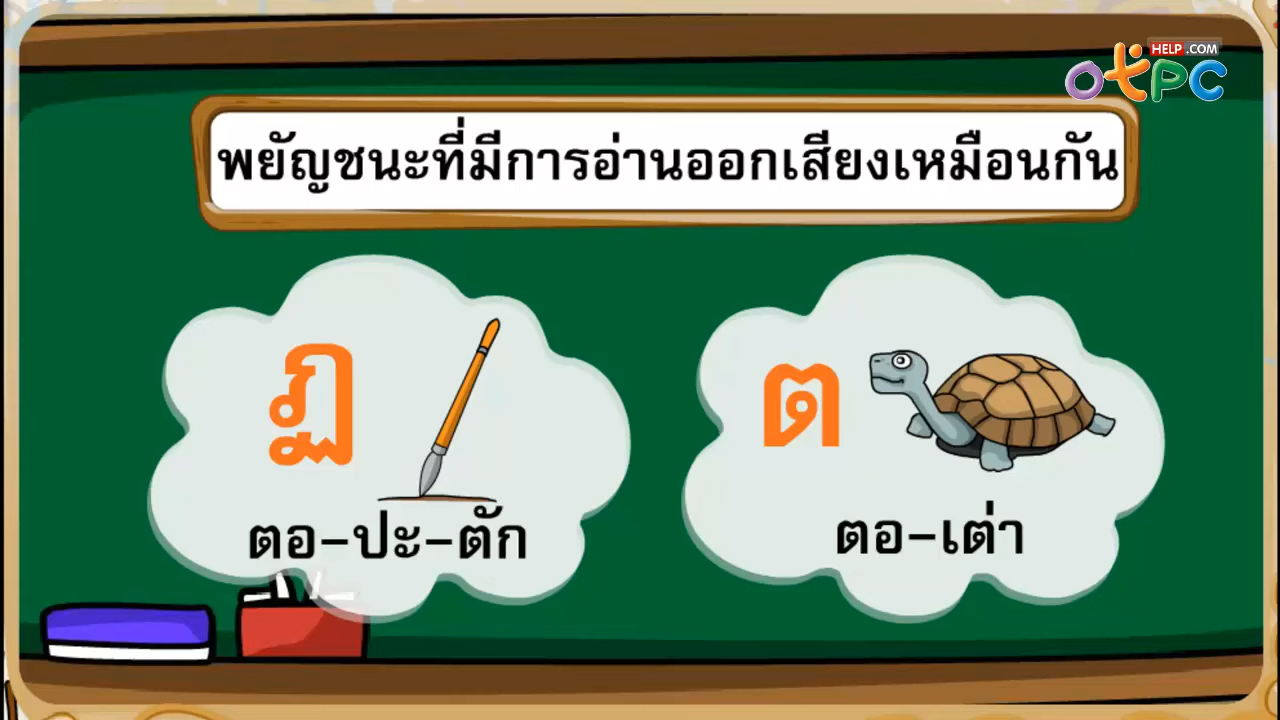 otpc
HELP.COM
พยัญชนะที่มีการอ่านออกเสียงเหมือนกัน
ฏ
ต
ตอ-ปะ-ตัก
ตอ-เต่า